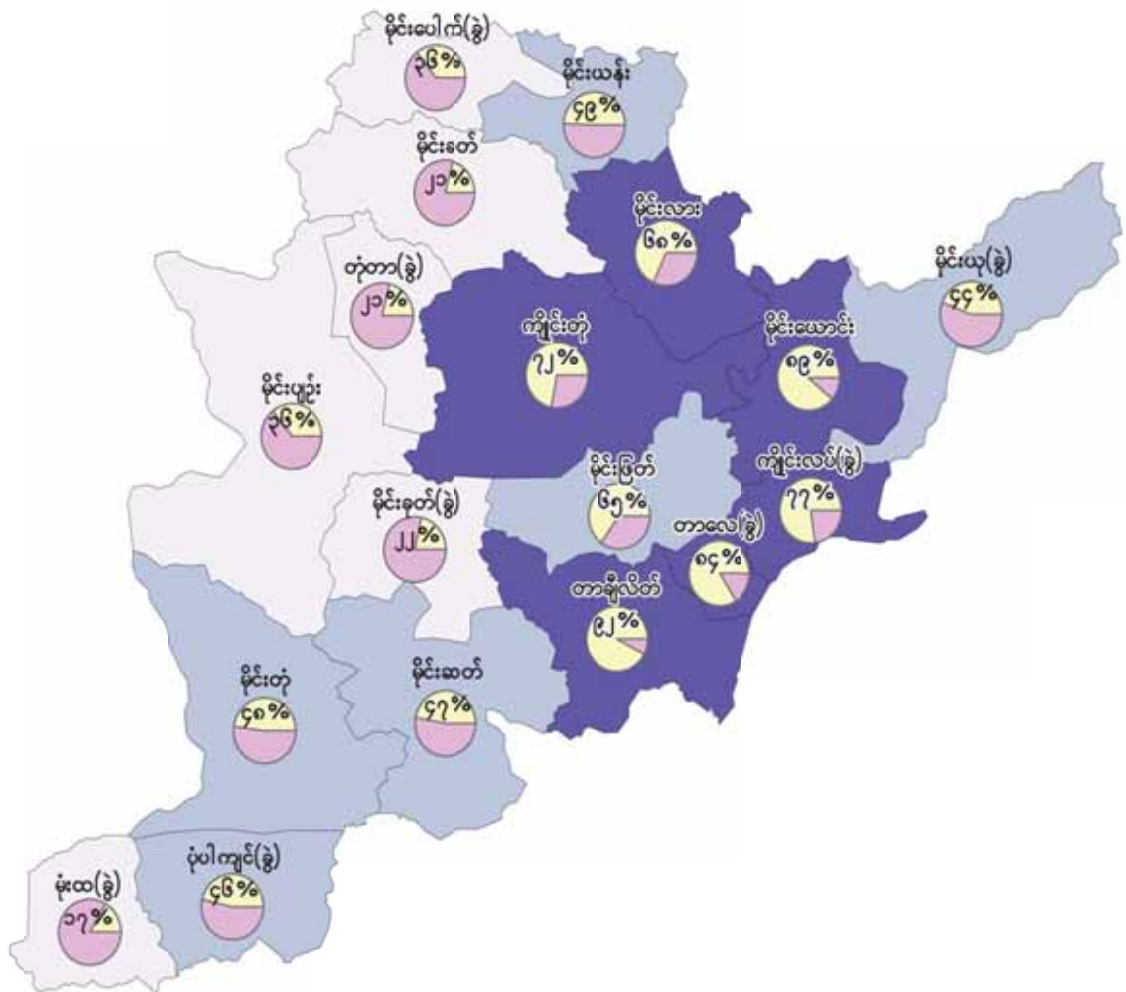 မိုင်းပေါက်(ခွဲ)
၃၆%
မိုင်းယန်း
၄၉%
မိုင်းခတ်
၂၁%
မိုင်းလား
၆၈%
မိုင်းယု(ခွဲ)
၄၄%
တုံတာ(ခွဲ)
၂၁%
ကျိုင်းတုံ
၇၂%
မိုင်းယောင်း
၈၉%
မိုင်းပျဉ်း
၃၆%
မိုင်းဖြတ်
၆၅%
ကျိုင်းလပ်(ခွဲ)
၇၇%
မိုင်းခုတ်(ခွဲ)
၂၂%
တာလေ(ခွဲ)
၈၄%
တာချီလိတ်
၉၂%
မိုင်းတုံ
၄၈%
မိုင်းဆတ်
၄၇%
ပုံပါကျင်(ခွဲ)
၄၆%
မုံးထ(ခွဲ)
၁၇%